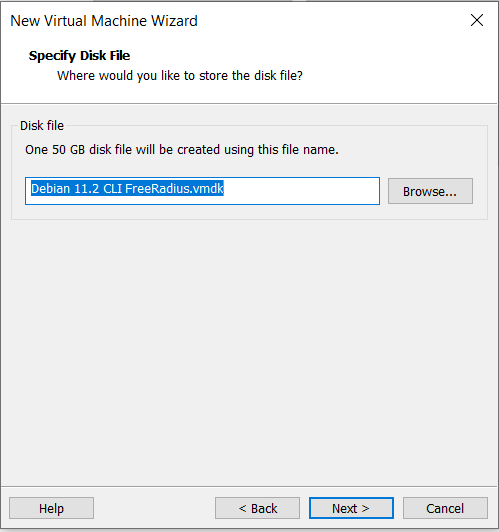 New Virtual Machine Wizard
Specify Disk File
Where would you like to store the disk file?
Disk file
One 50 GB disk file will be created using this file name.
Debian 11.2 CLI FreeRadius.vmdk
Browse...
Help
< Back
Next >
Cancel